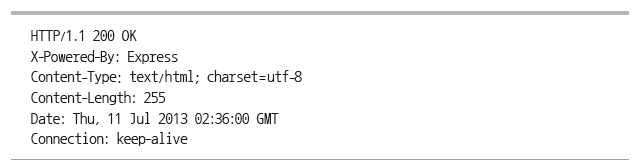 HTTP/1.1 200 OK
X-Powered-By: Express
Content-Type: text/html; charset=utf-8
Content-Length: 255
Date: Thu, 11 Jul 2013 02:36:00 GMT
Connection: keep-alive